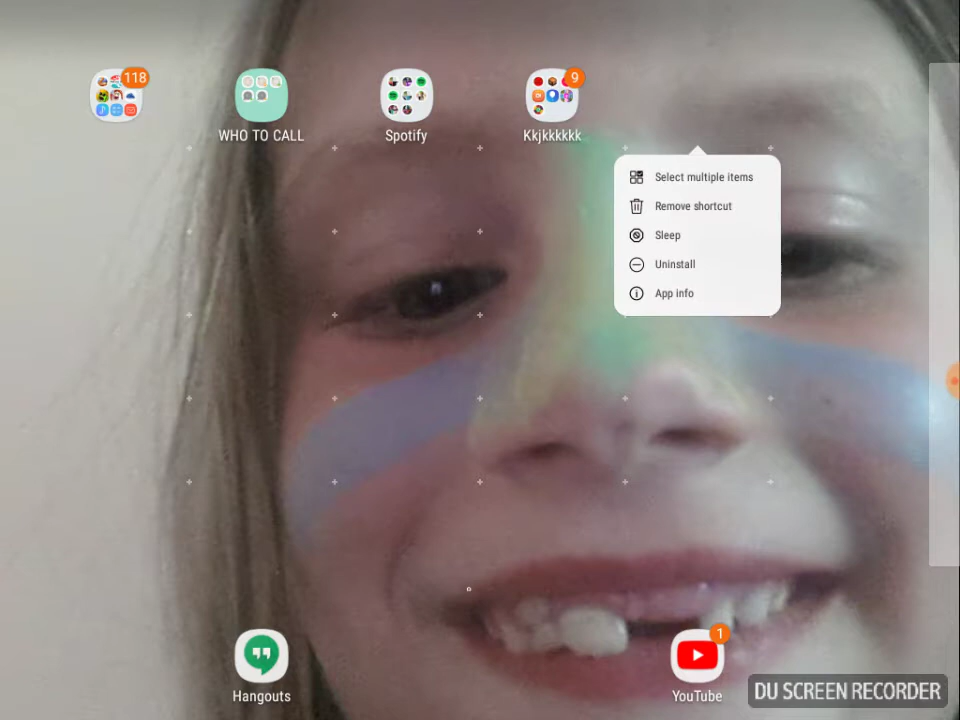 118
9
WHO TO CALL
Spotify
Kkjkkkkkk
Select multiple items
Remove shortcut
Sleep
Uninstall
App info
1
Hangouts
YouTube
DU SCREEN RECORDER